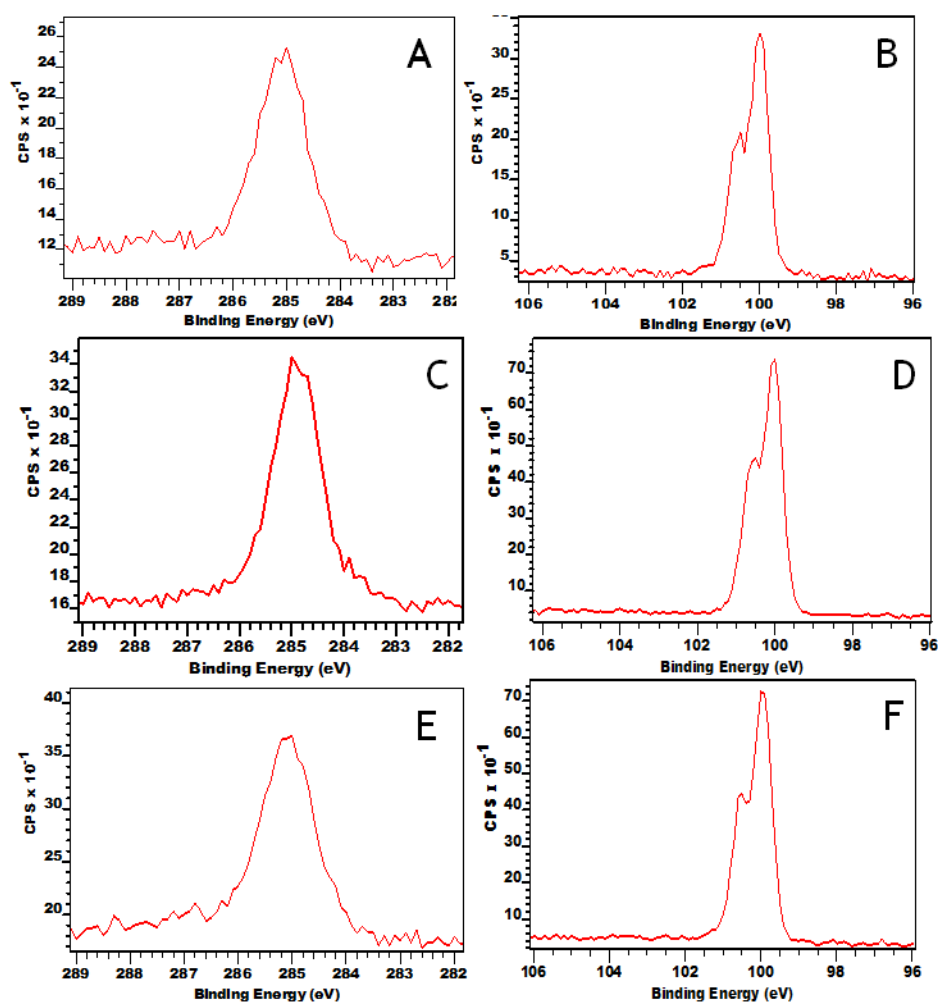 A
CPS x 10⁻¹
26
24
22
20
18
16
14
12
289 288 287 286 285 284 283 282
Binding Energy (eV)
B
CPS x 10⁻¹
30
25
20
15
10
5
106 104 102 100 98 96
Binding Energy (eV)
C
CPS x 10⁻¹
34
32
30
28
26
24
22
20
18
16
289 288 287 286 285 284 283 282
Binding Energy (eV)
D
CPS x 10⁻¹
70
60
50
40
30
20
10
106 104 102 100 98 96
Binding Energy (eV)
E
CPS x 10⁻¹
40
35
30
25
20
289 288 287 286 285 284 283 282
Binding Energy (eV)
F
CPS x 10⁻¹
70
60
50
40
30
20
10
106 104 102 100 98 96
Binding Energy (eV)